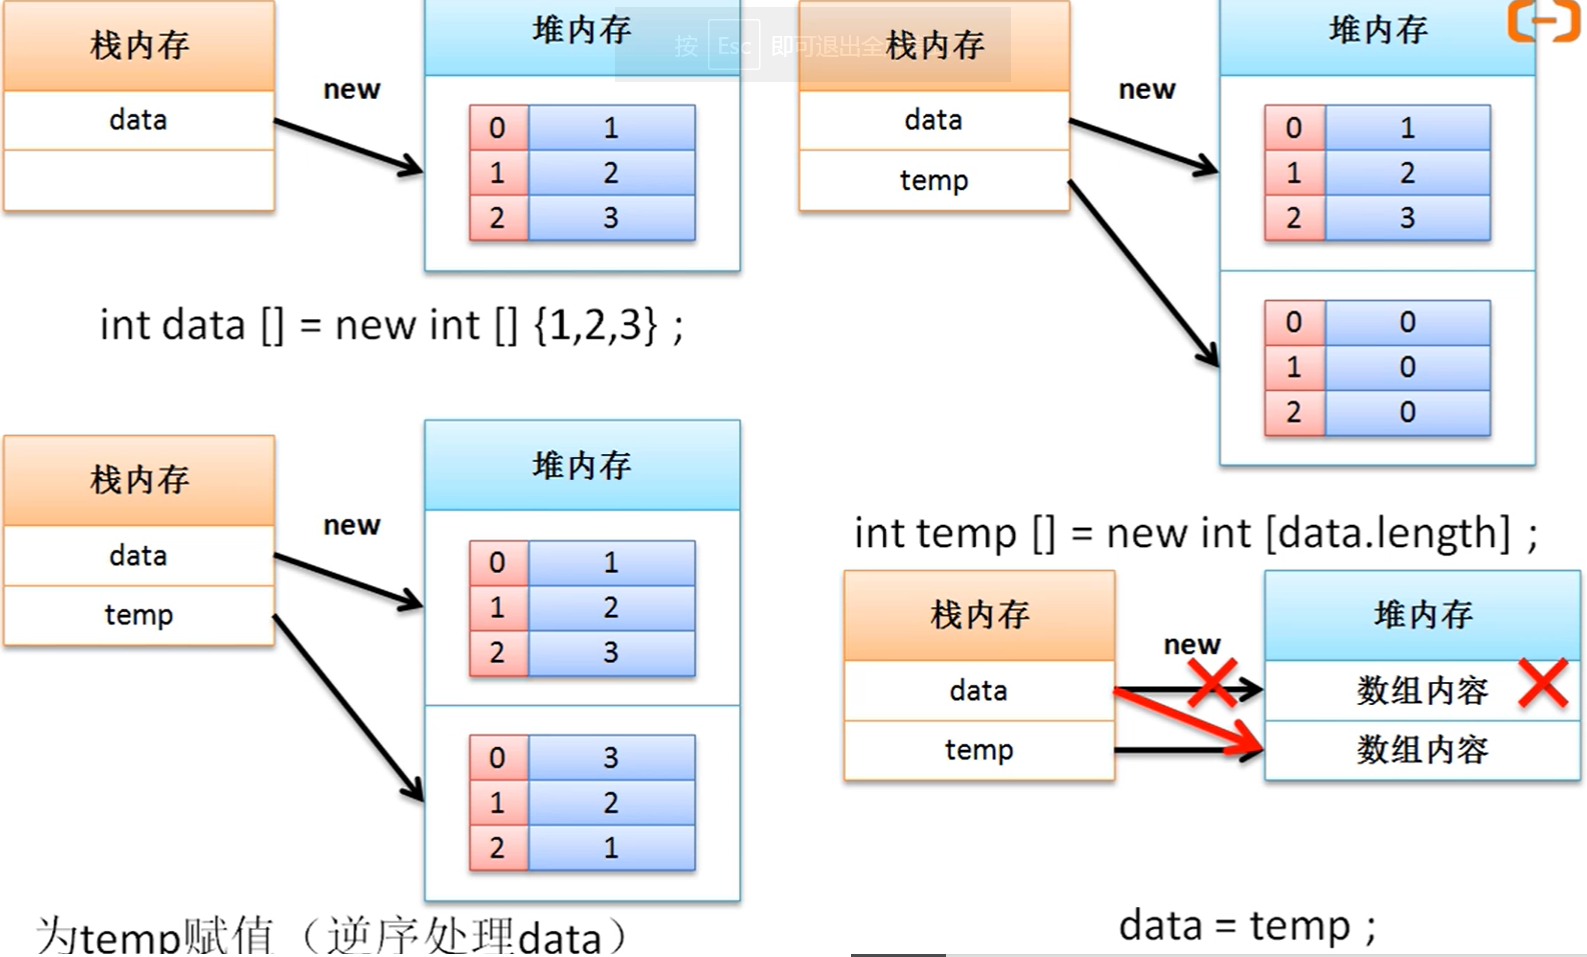 栈内存
new
data
堆内存
0 1
1 2
2 3
int data [] = new int [] {1,2,3} ;
按 Esc 即可退出全
栈内存
new
data
temp
堆内存
0 1
1 2
2 3
0 0
1 0
2 0
int temp [] = new int [data.length] ;
栈内存
new
data
temp
堆内存
0 1
1 2
2 3
0 3
1 2
2 1
为temp赋值（逆序处理data）
栈内存
new
data
temp
堆内存
数组内容
数组内容
data = temp ;